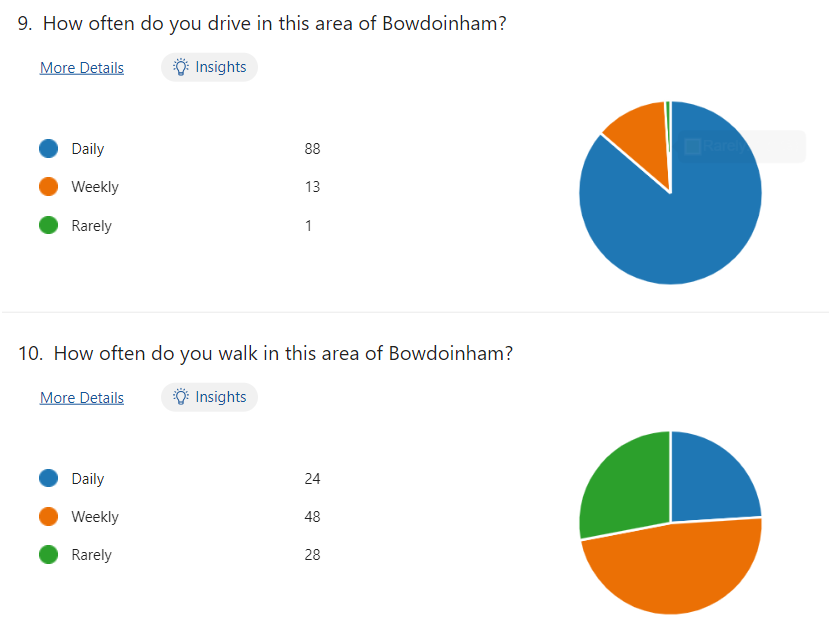 9. How often do you drive in this area of Bowdoinham?
More Details
Insights
Daily 88
Weekly 13
Rarely 1
Rarely
10. How often do you walk in this area of Bowdoinham?
More Details
Insights
Daily 24
Weekly 48
Rarely 28